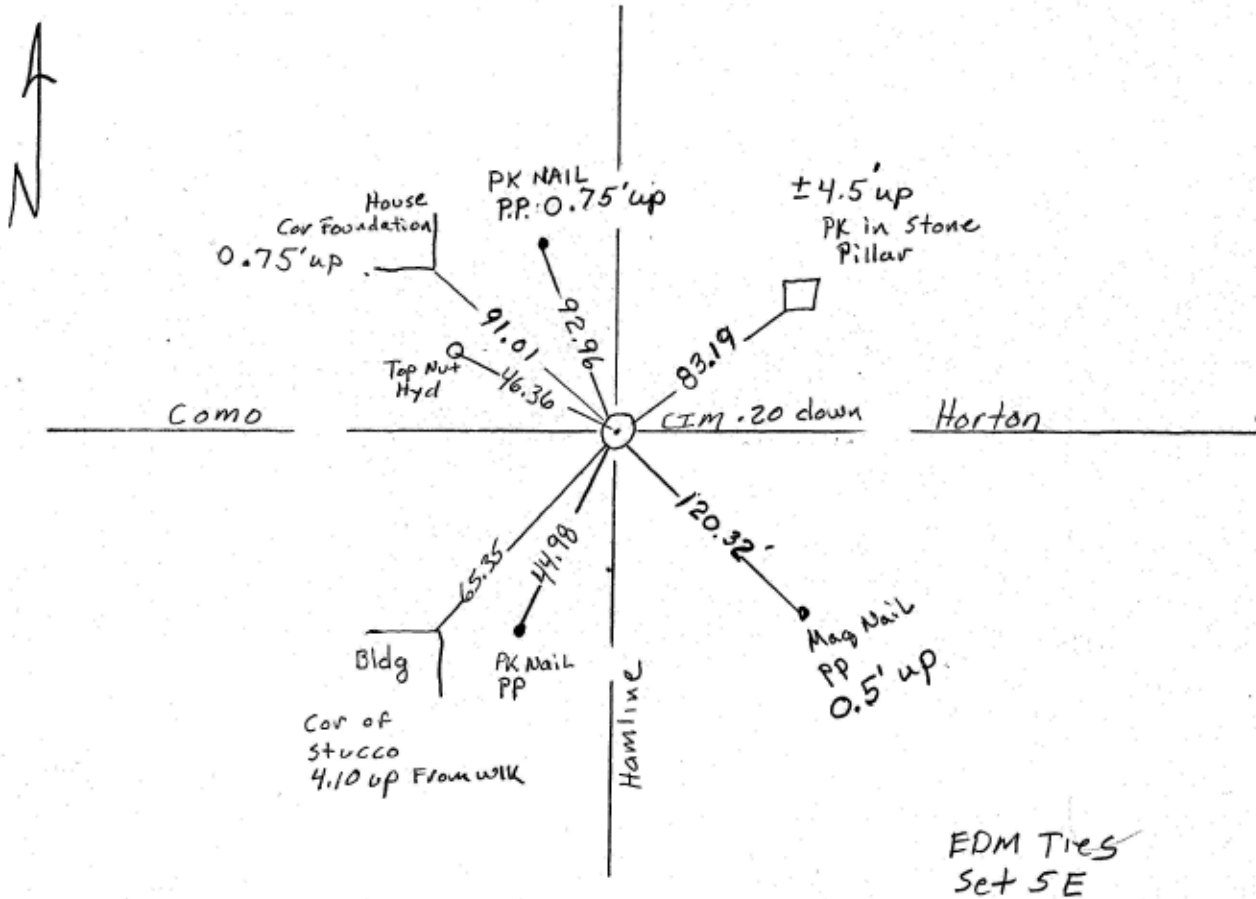 N
House
Cor Foundation
0.75' up
PK NAIL
P.P. 0.75' up
±4.5' up
PK in Stone
Pillar
91.01
92.96
83.19
Top Nut
Hyd
46.36
Como
CIM .20 down
Horton
65.35
44.98
120.32'
Bldg
PK Nail
PP
Mag Nail
PP
0.5' up
Cor of
Stucco
4.10 up From wlk
Hamline
EDM Ties
Set 5E